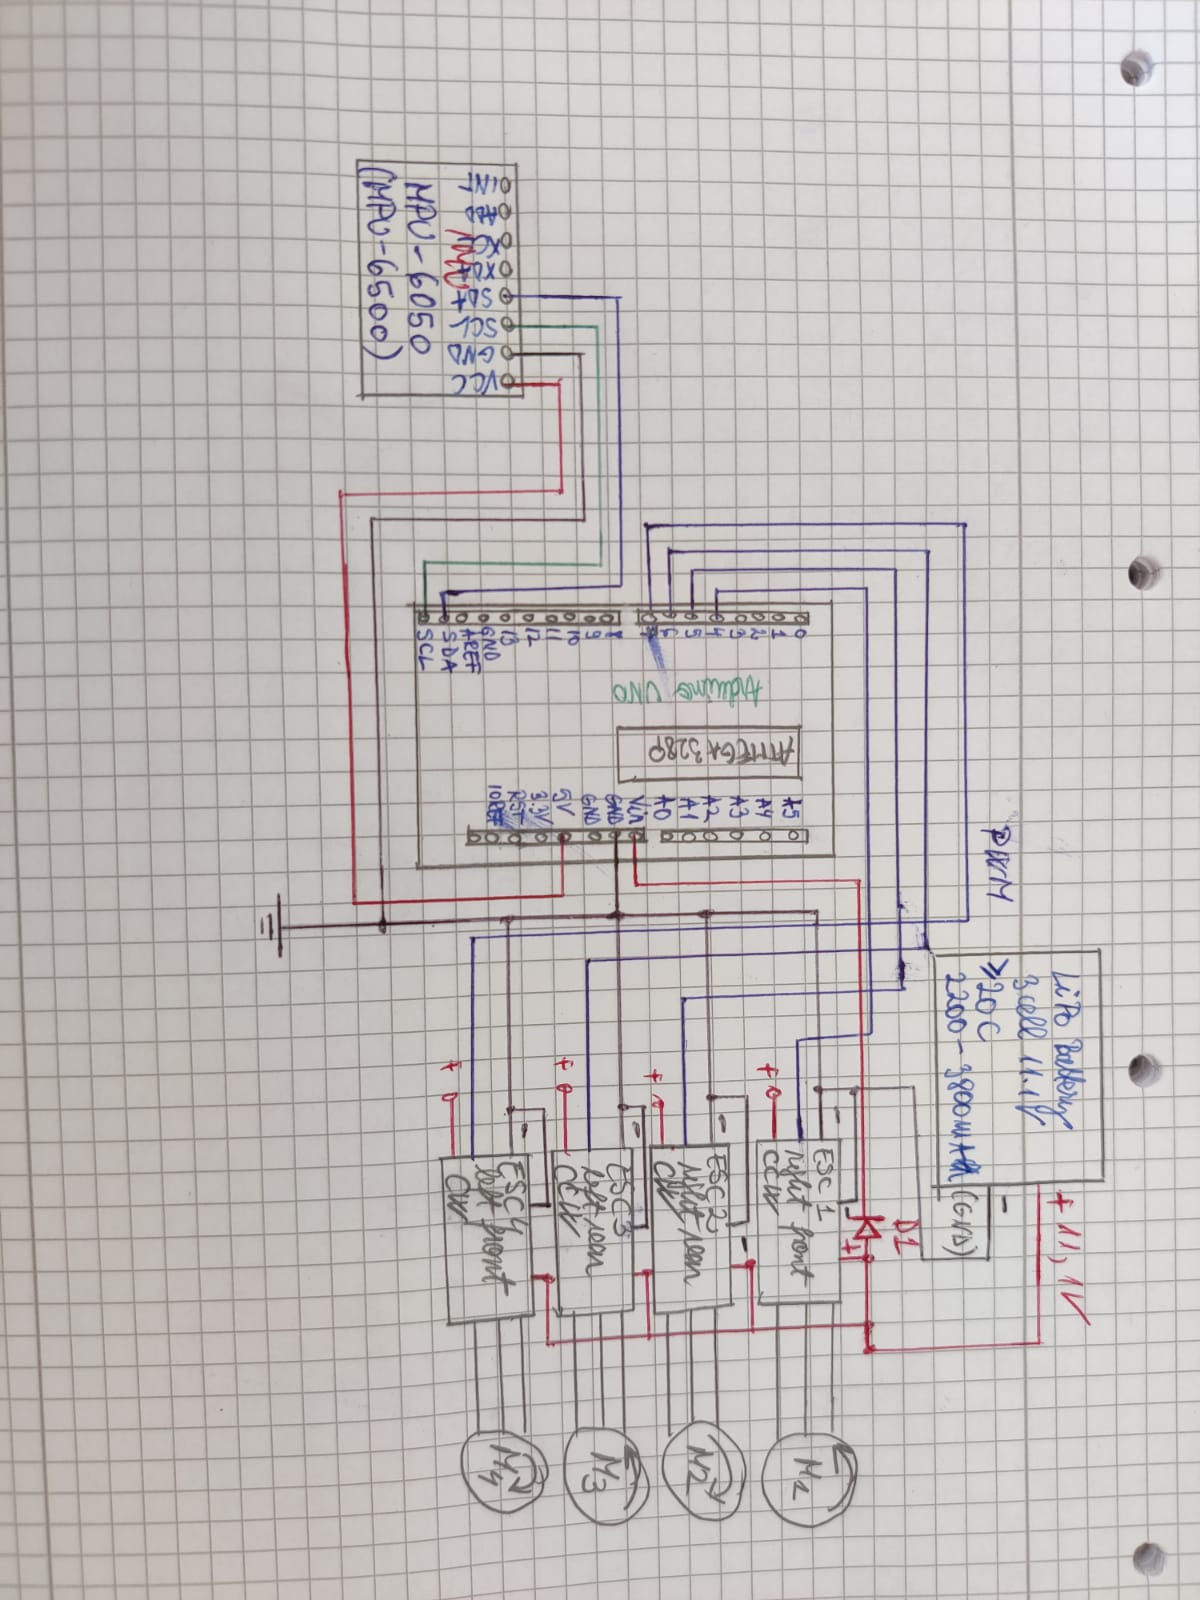 PWM
LiPo Battery
3 cell 11.1V
≥20C
2200 - 3800mAh
+ 11,1V
-
(GND)
D1
+
-
ESC 1
right front
CCW
+
M1
-
-
ESC 2
right rear
CW
+
M2
-
ESC 3
left rear
CCW
+
M3
-
ESC 4
left front
CW
+
M4
ATMEGA328P
Arduino UNO
0
1
2
3
4
5
6
7
8
9
10
11
12
13
GND
AREF
SDA
SCL
A5
A4
A3
A2
A1
A0
Vin
GND
GND
5V
3.3V
RST
IOREF
INT
XCL
XDA
SDA
SCL
GND
VCC
IMU
MPU-6050
(MPU-6500)